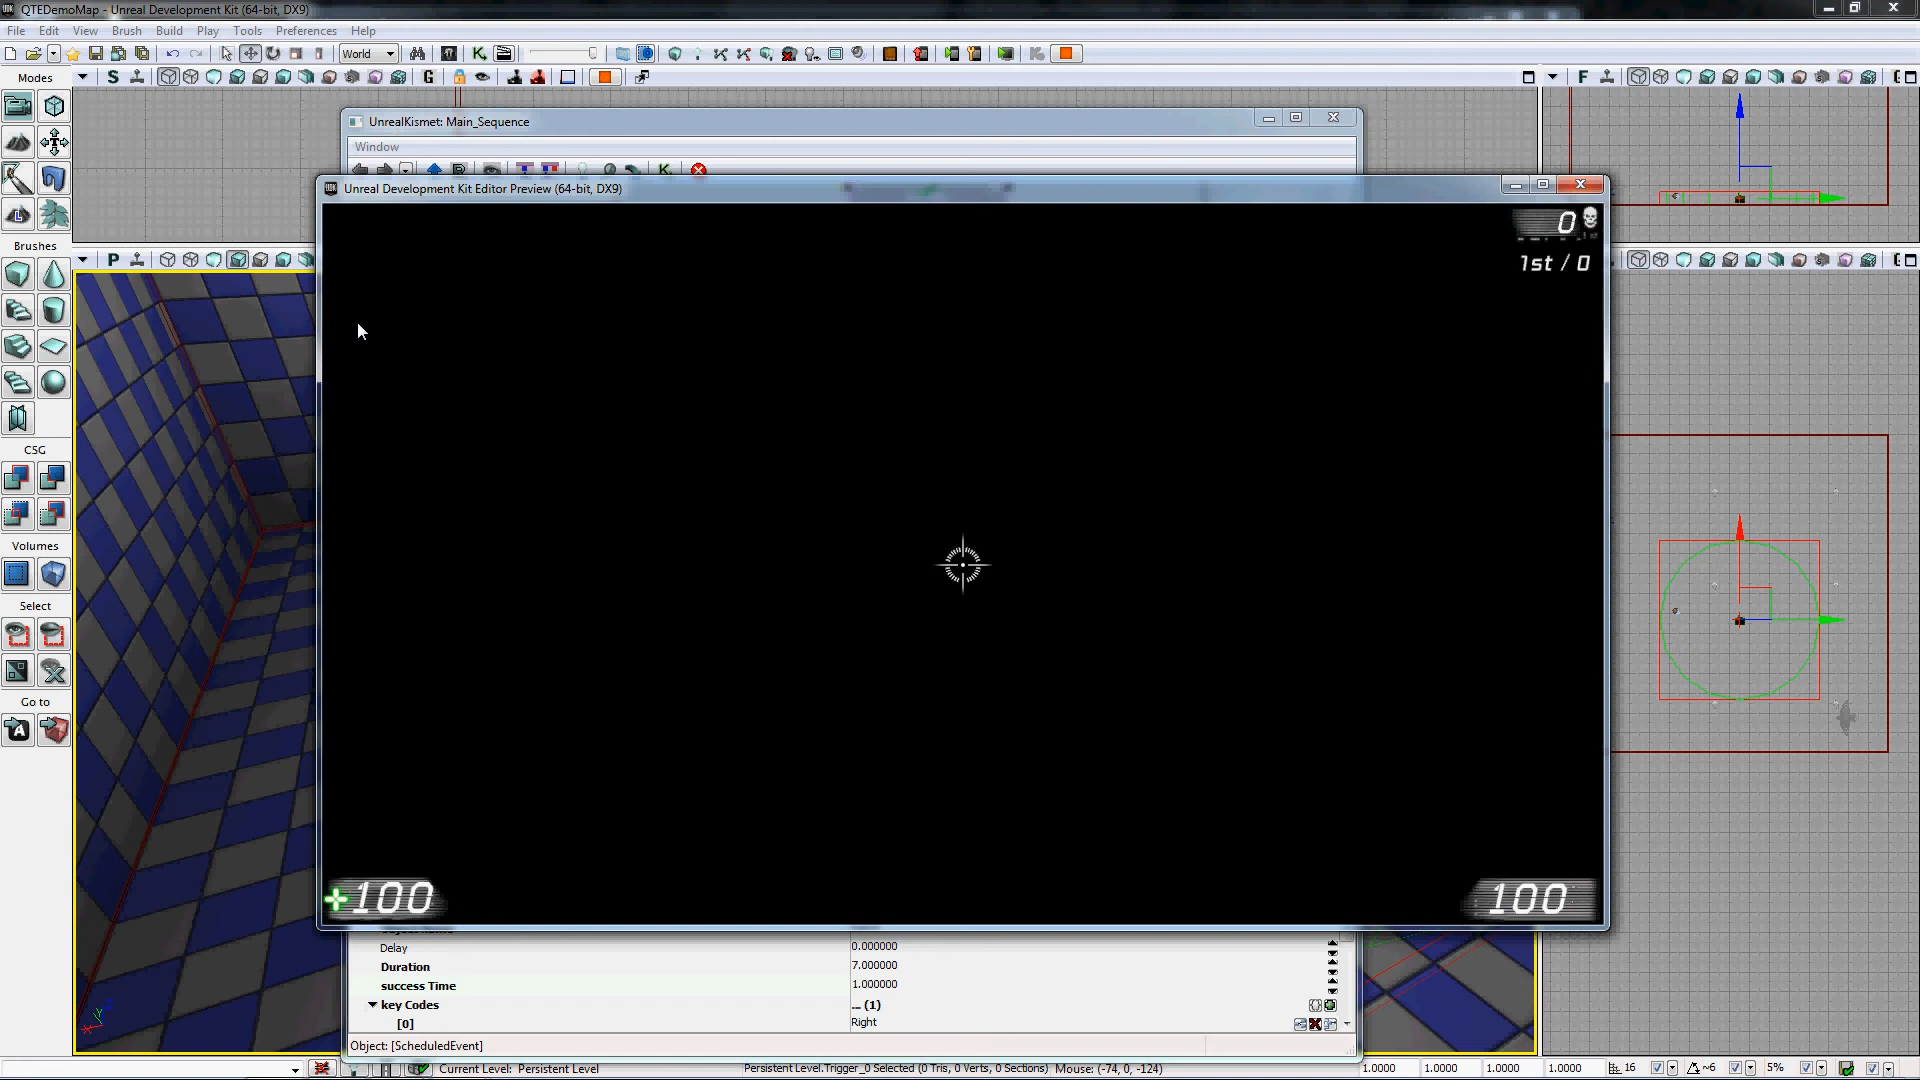 QTEDemoMap - Unreal Development Kit (64-bit, DX9)
File Edit View Brush Build Play Tools Preferences Help
World
Modes
S
G
F
UnrealKismet: Main_Sequence
Window
Unreal Development Kit Editor Preview (64-bit, DX9)
0
1st / 0
Brushes
P
CSG
Volumes
Select
Go to
100
100
Delay 0.000000
Duration 7.000000
success Time 1.000000
key Codes ... (1)
[0] Right
Object: [ScheduledEvent]
Current Level: Persistent Level
Persistent Level.Trigger_0 Selected (0 Tris, 0 Verts, 0 Sections) Mouse: (-74, 0, -124)
1.0000 1.0000 1.0000 1.0000 16 ~6 5%